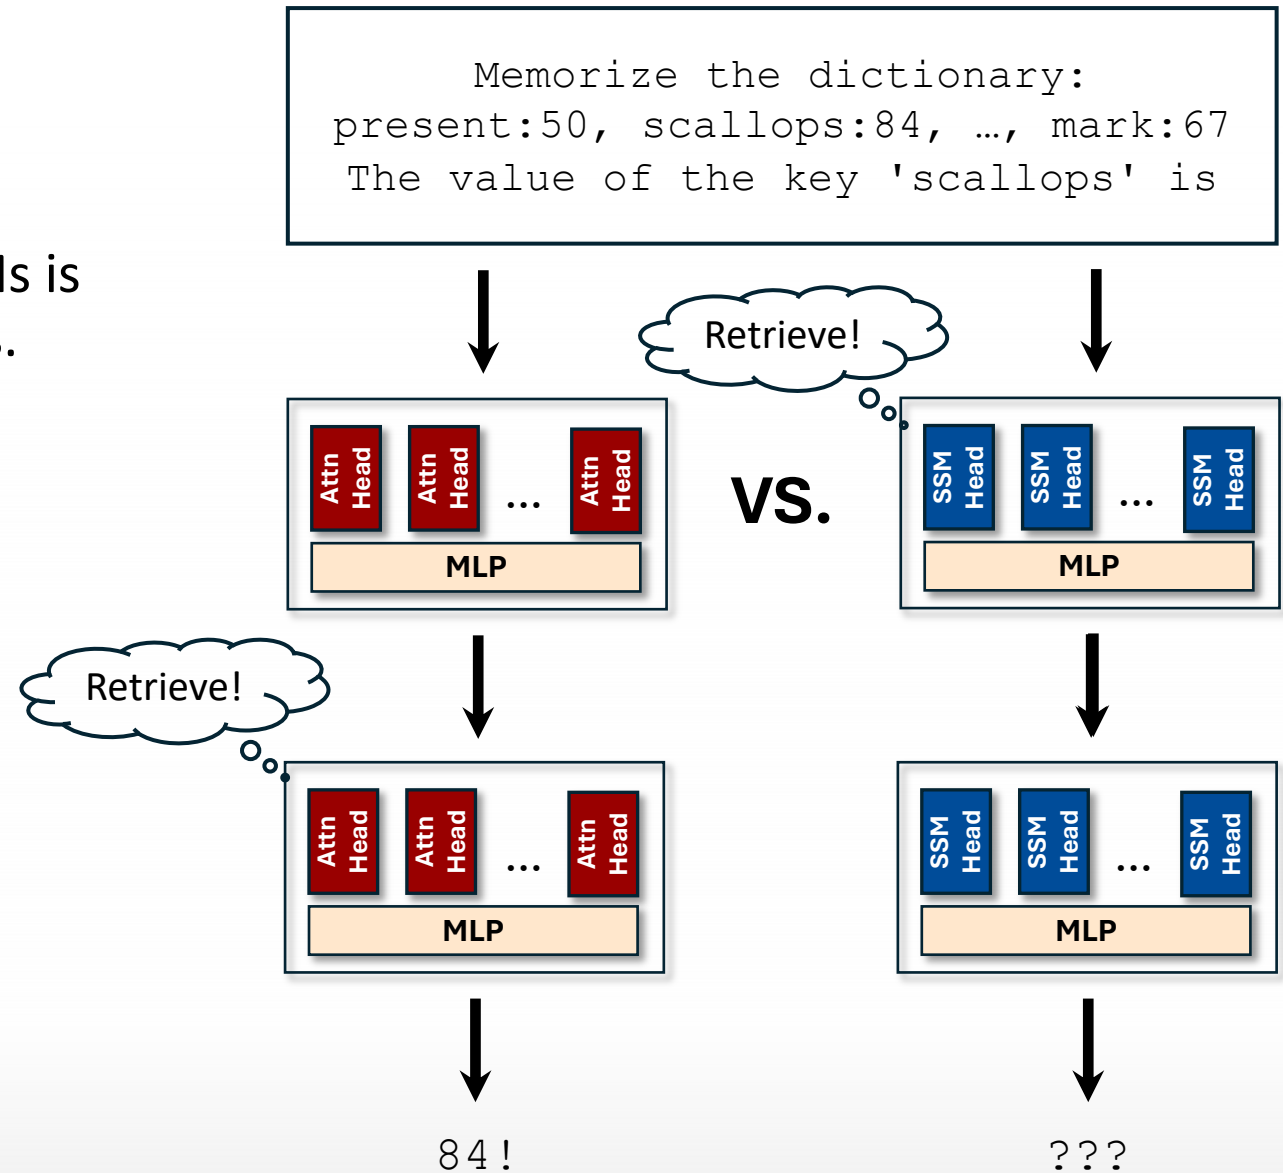 Memorize the dictionary:
present:50, scallops:84, …, mark:67
The value of the key 'scallops' is
is
Retrieve!
Attn Head
Attn Head
...
Attn Head
MLP
VS.
SSM Head
SSM Head
...
SSM Head
MLP
Retrieve!
Attn Head
Attn Head
...
Attn Head
MLP
SSM Head
SSM Head
...
SSM Head
MLP
84!
???